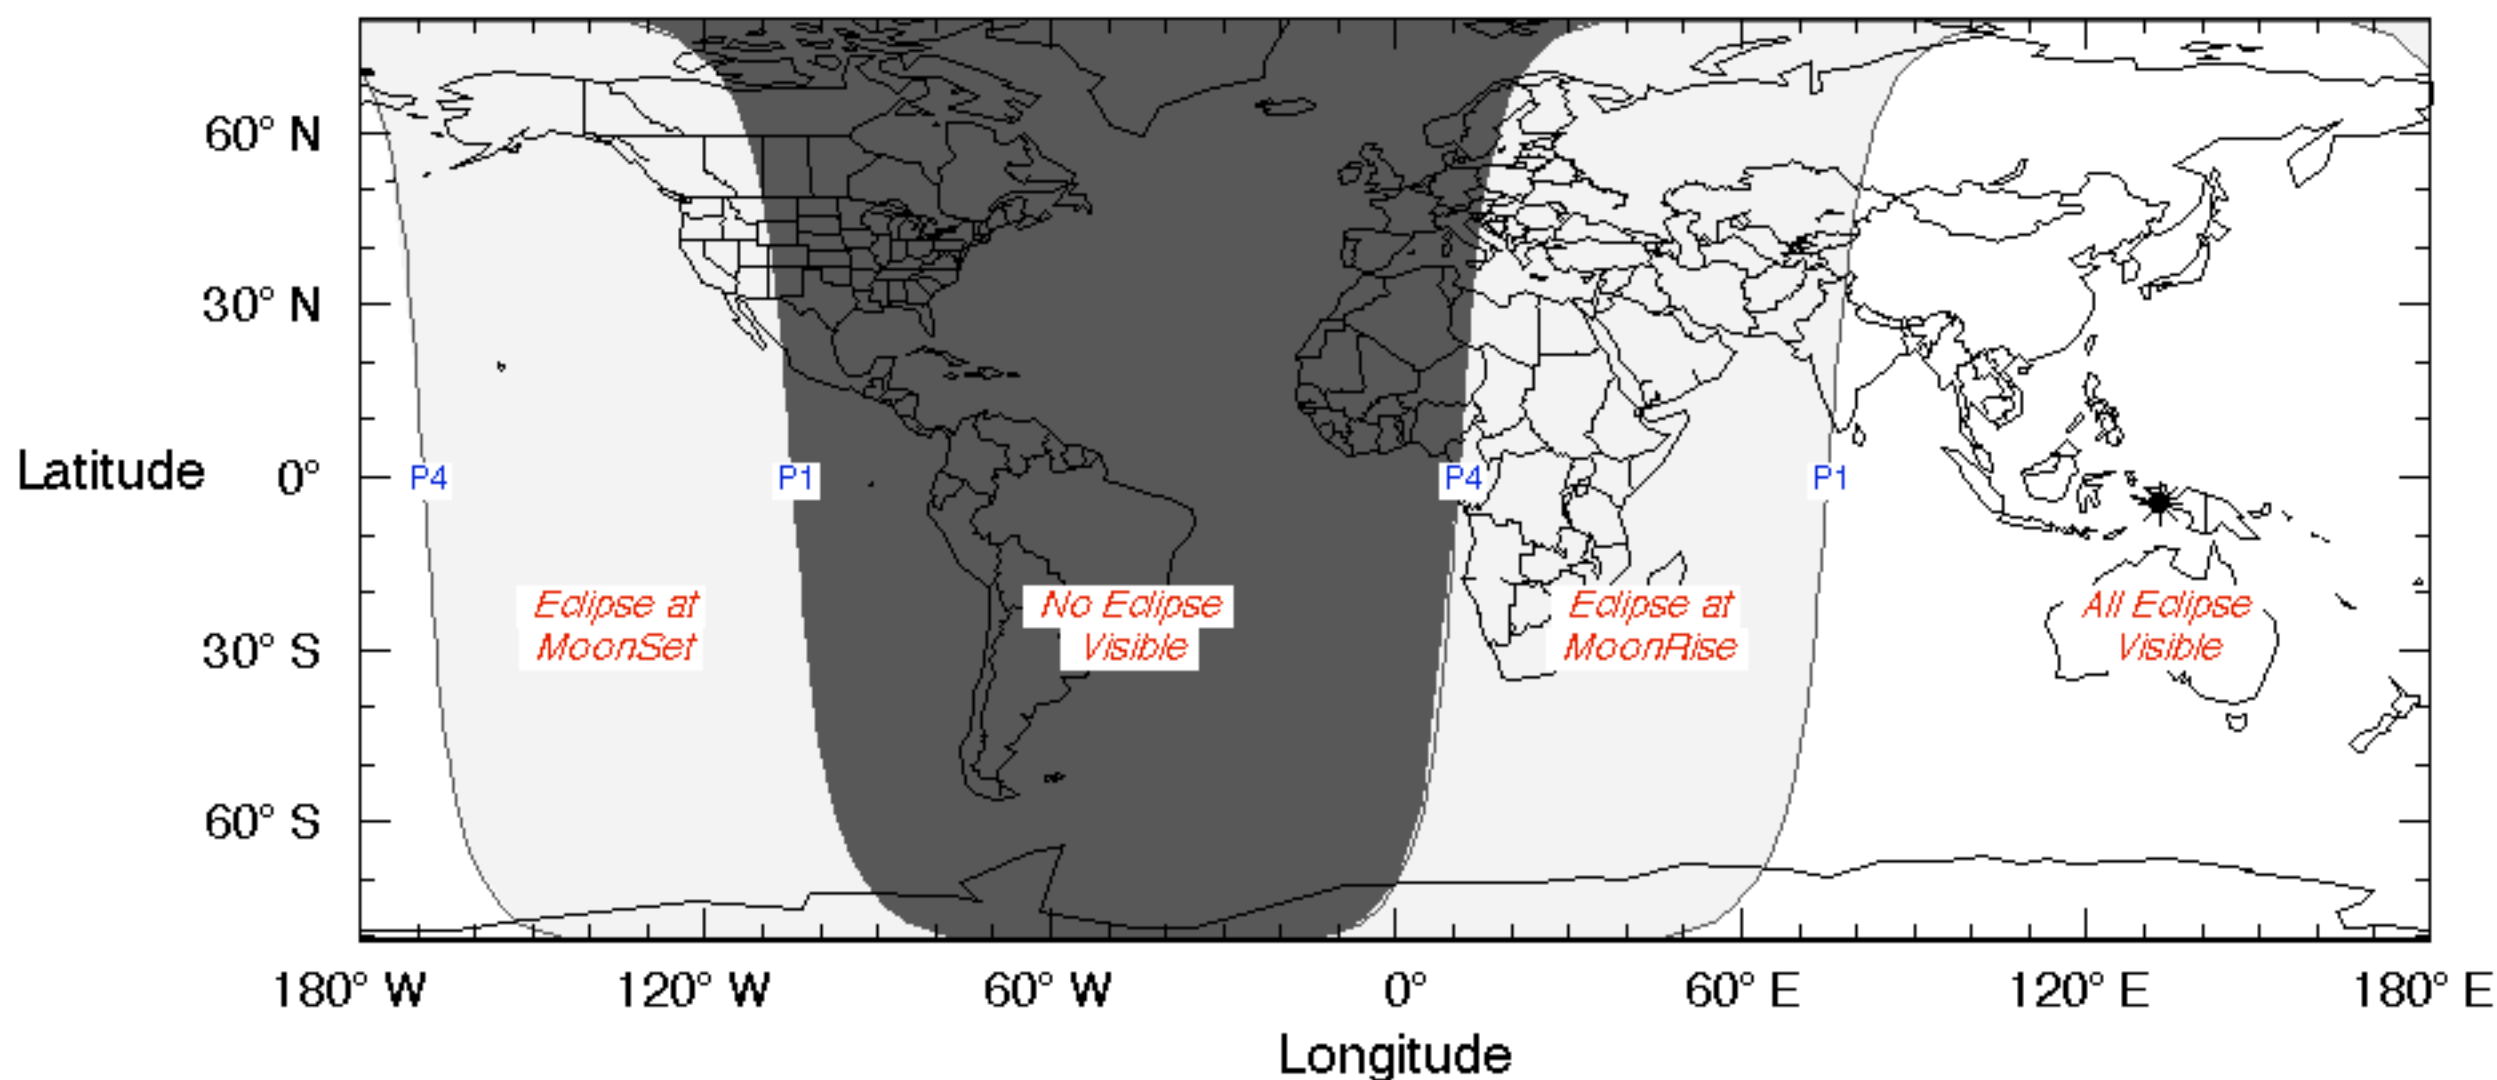 60° N
30° N
Latitude 0°
P4 P1 P4 P1
Eclipse at No Eclipse Eclipse at All Eclipse
MoonSet Visible MoonRise Visible
30° S
60° S
180° W 120° W 60° W 0° 60° E 120° E 180° E
Longitude